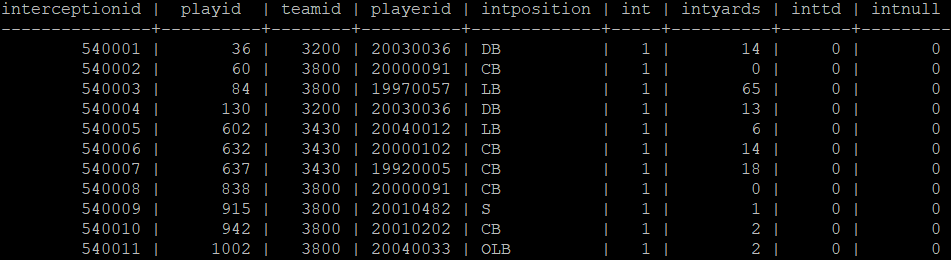 interceptionid | playid | teamid | playerid | intposition | int | intyards | inttd | intnull
----------------+----------+--------+----------+-------------+-----+----------+-------+---------
540001 | 36 | 3200 | 20030036 | DB | 1 | 14 | 0 | 0
540002 | 60 | 3800 | 20000091 | CB | 1 | 0 | 0 | 0
540003 | 84 | 3800 | 19970057 | LB | 1 | 65 | 0 | 0
540004 | 130 | 3200 | 20030036 | DB | 1 | 13 | 0 | 0
540005 | 602 | 3430 | 20040012 | LB | 1 | 6 | 0 | 0
540006 | 632 | 3430 | 20000102 | CB | 1 | 14 | 0 | 0
540007 | 637 | 3430 | 19920005 | CB | 1 | 18 | 0 | 0
540008 | 838 | 3800 | 20000091 | CB | 1 | 0 | 0 | 0
540009 | 915 | 3800 | 20010482 | S | 1 | 1 | 0 | 0
540010 | 942 | 3800 | 20010202 | CB | 1 | 2 | 0 | 0
540011 | 1002 | 3800 | 20040033 | OLB | 1 | 2 | 0 | 0